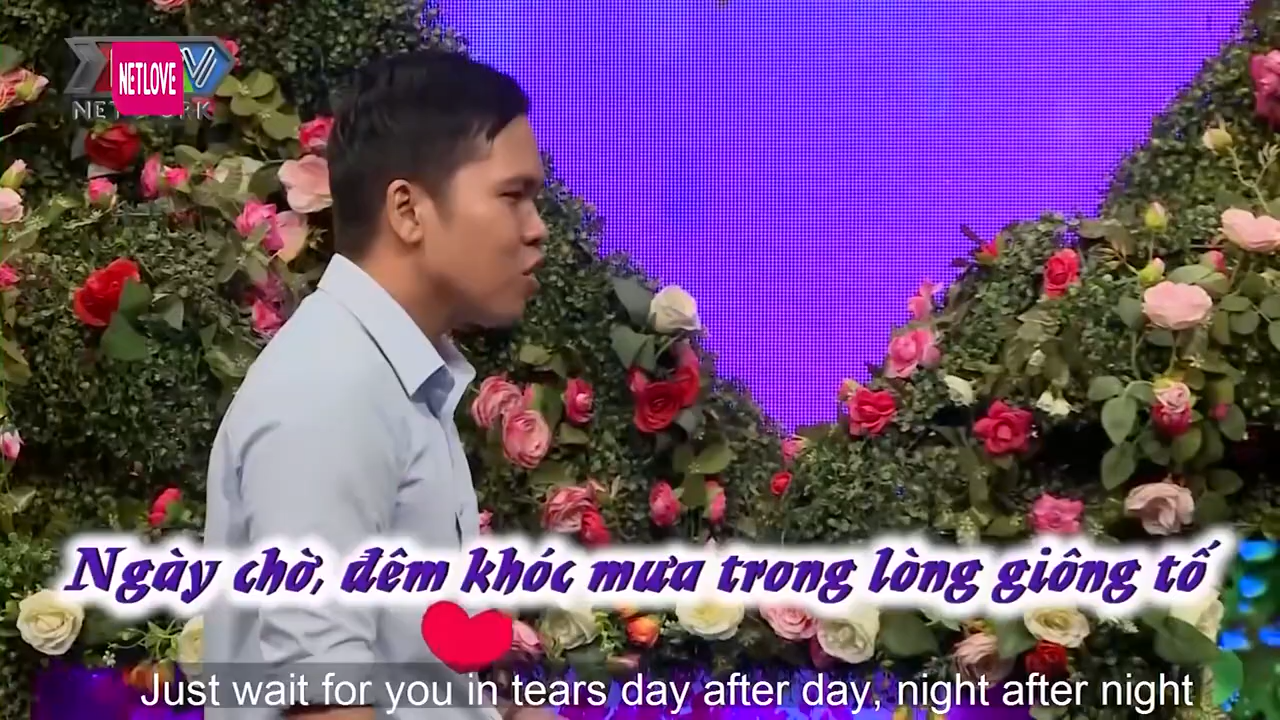 NETLOVE
NETWORK
Ngày chờ, đêm khóc mưa trong lòng giông tố
Just wait for you in tears day after day, night after night